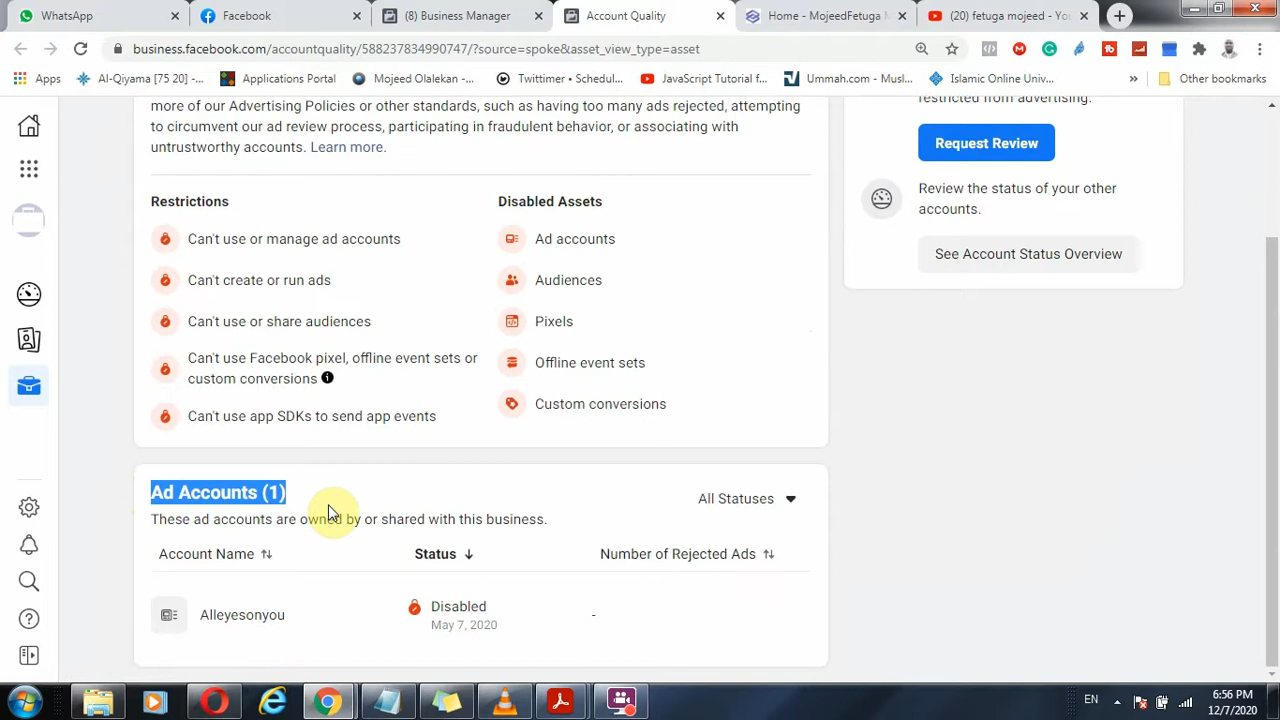 WhatsApp
Facebook
(8) Business Manager
Account Quality
Home - MojeedFetuga M
(20) fetuga mojeed - Yo
business.facebook.com/accountquality/588237834990747/?source=spoke&asset_view_type=asset
Apps
Al-Qiyama [75 20] -...
Applications Portal
Mojeed Olalekan -...
Twittimer • Schedul...
JavaScript Tutorial f...
Ummah.com - Musl...
Islamic Online Univ...
»
Other bookmarks
more of our Advertising Policies or other standards, such as having too many ads rejected, attempting
to circumvent our ad review process, participating in fraudulent behavior, or associating with
untrustworthy accounts. Learn more.
restricted from advertising.
Request Review
Review the status of your other
accounts.
See Account Status Overview
Restrictions
Can't use or manage ad accounts
Can't create or run ads
Can't use or share audiences
Can't use Facebook pixel, offline event sets or
custom conversions
Can't use app SDKs to send app events
Disabled Assets
Ad accounts
Audiences
Pixels
Offline event sets
Custom conversions
Ad Accounts (1)
All Statuses
These ad accounts are owned by or shared with this business.
Account Name
Status
Number of Rejected Ads
Alleyesonyou
Disabled
May 7, 2020
-
EN
6:56 PM
12/7/2020